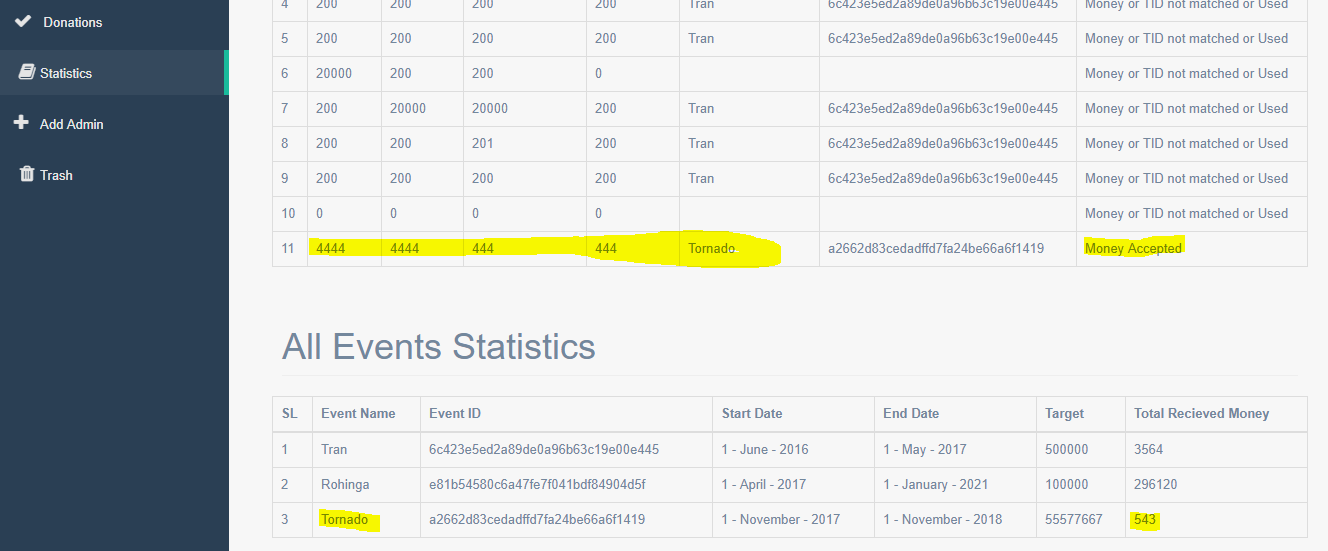 Donations
Statistics
Add Admin
Trash
4 200 200 200 200 Tran 6c423e5ed2a89de0a96b63c19e00e445 Money or TID not matched or Used
5 200 200 200 200 Tran 6c423e5ed2a89de0a96b63c19e00e445 Money or TID not matched or Used
6 20000 200 200 0 Money or TID not matched or Used
7 200 20000 20000 200 Tran 6c423e5ed2a89de0a96b63c19e00e445 Money or TID not matched or Used
8 200 200 201 200 Tran 6c423e5ed2a89de0a96b63c19e00e445 Money or TID not matched or Used
9 200 200 200 200 Tran 6c423e5ed2a89de0a96b63c19e00e445 Money or TID not matched or Used
10 0 0 0 0 Money or TID not matched or Used
11 4444 4444 444 444 Tornado a2662d83cedadffd7fa24be66a6f1419 Money Accepted
All Events Statistics
SL Event Name Event ID Start Date End Date Target Total Recieved Money
1 Tran 6c423e5ed2a89de0a96b63c19e00e445 1 - June - 2016 1 - May - 2017 500000 3564
2 Rohinga e81b54580c6a47fe7f041bdf84904d5f 1 - April - 2017 1 - January - 2021 100000 296120
3 Tornado a2662d83cedadffd7fa24be66a6f1419 1 - November - 2017 1 - November - 2018 55577667 543